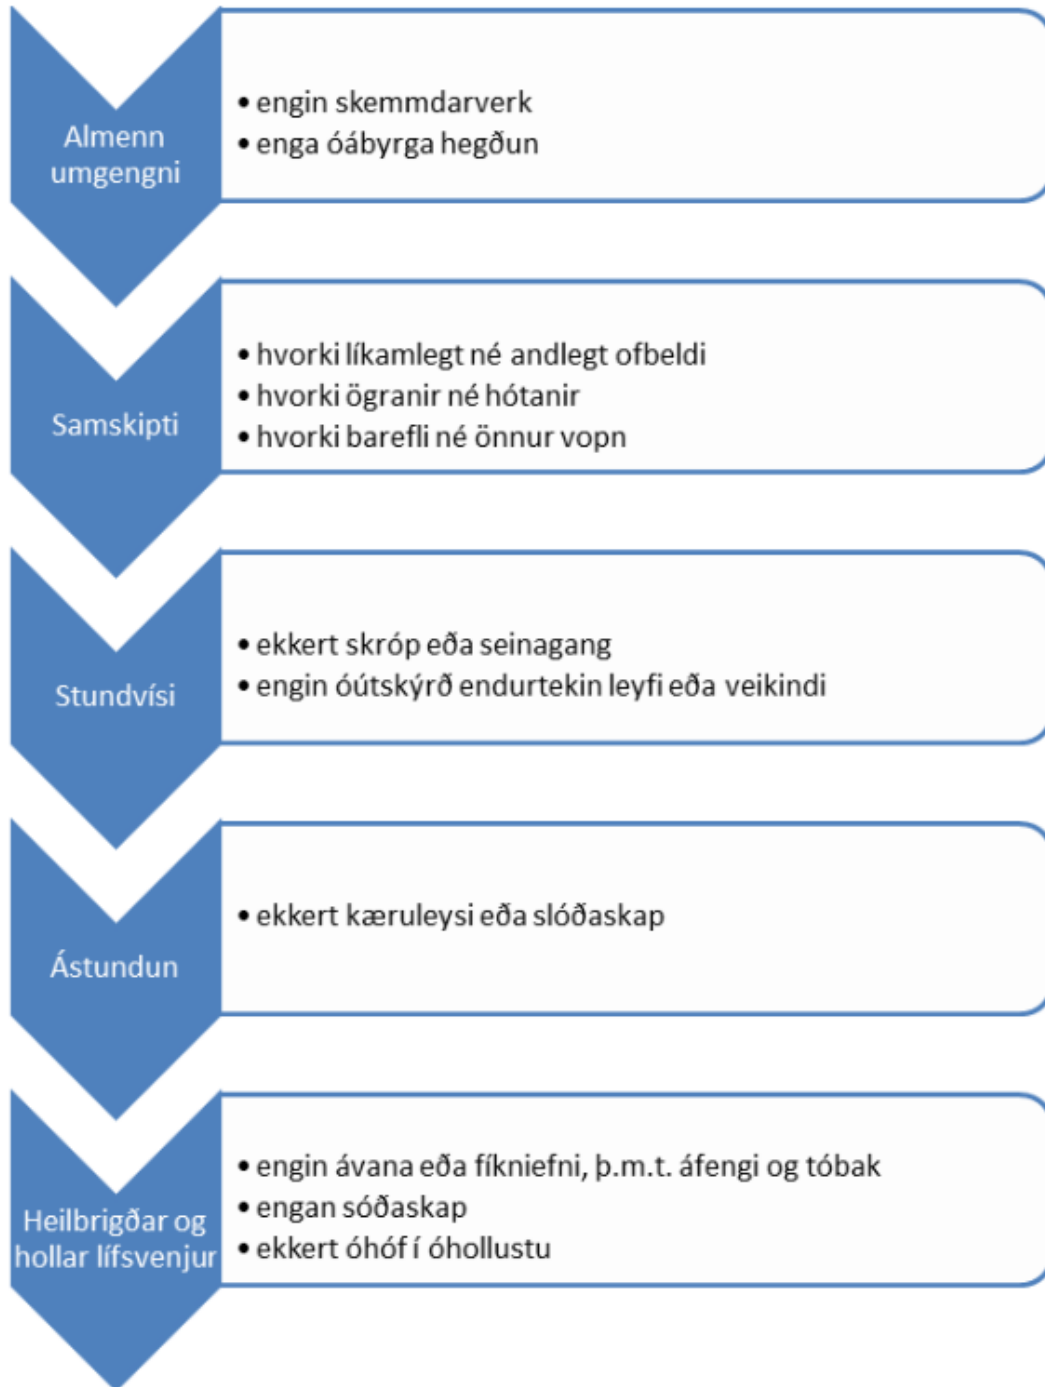 Almenn
umgengni
• engin skemmdarverk
• enga óábyrga hegðun
Samskipti
• hvorki líkamlegt né andlegt ofbeldi
• hvorki ögranir né hótanir
• hvorki barefli né önnur vopn
Stundvísi
• ekkert skróp eða seinagang
• engin óútskýrð endurtekin leyfi eða veikindi
Ástundun
• ekkert kæruleysi eða slóðaskap
Heilbrigðar og
hollar lífsvenjur
• engin ávana eða fíkniefni, þ.m.t. áfengi og tóbak
• engan sóðaskap
• ekkert óhóf í óhollustu